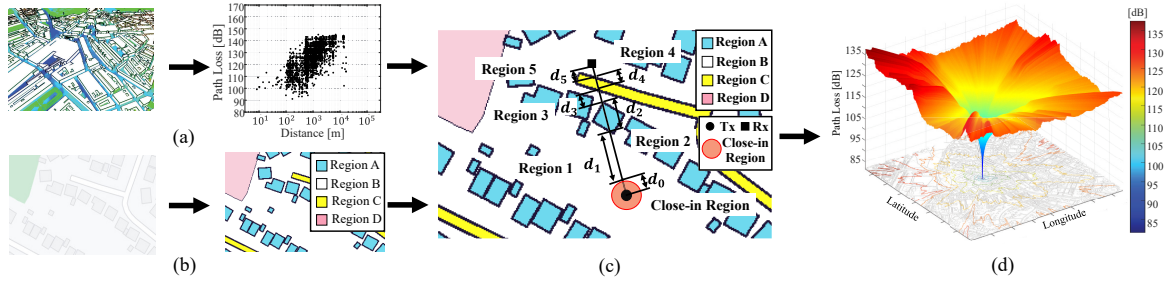 170
160
150
140
130
120
110
100
90
80
Path Loss [dB]
10¹ 10² 10³ 10⁴ 10⁵
Distance [m]
(a)
Region A
Region B
Region C
Region D
(b)
Region 4
Region 5
d₅
d₄
d₃
d₂
Region 3
Region 2
Region 1
d₁
d₀
Close-in Region
Region A
Region B
Region C
Region D
Tx Rx
Close-in
Region
(c)
[dB]
135
125
115
105
95
85
Path Loss [dB]
Latitude
Longitude
135
130
125
120
115
110
105
100
95
90
85
(d)